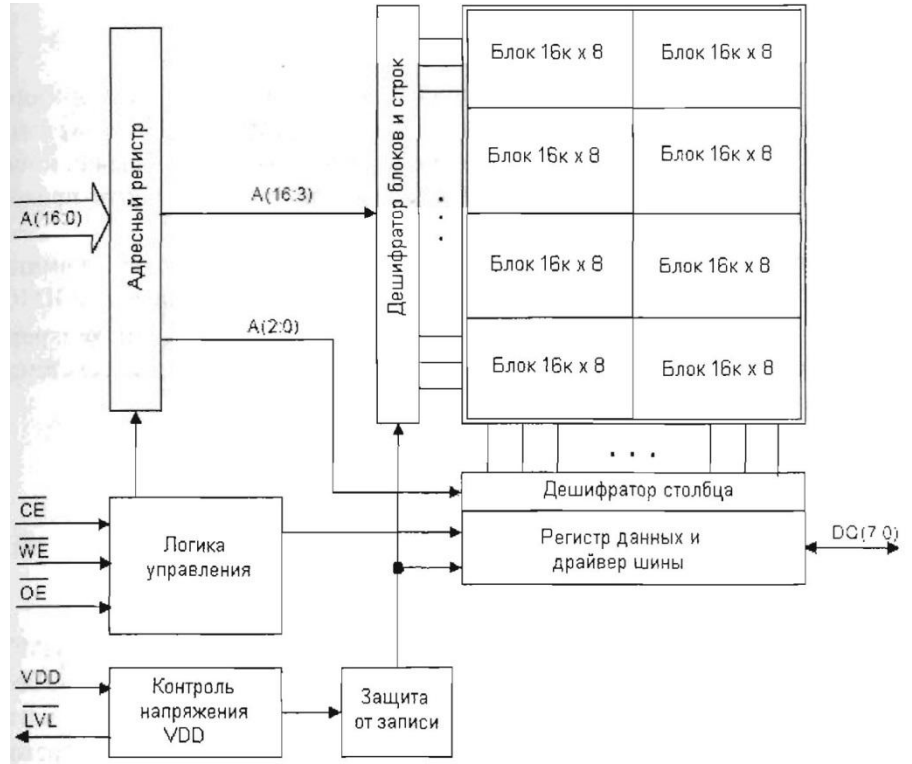 Адресный регистр
Дешифратор блоков и строк
Блок 16к x 8
Блок 16к x 8
Блок 16к x 8
Блок 16к x 8
Блок 16к x 8
Блок 16к x 8
Блок 16к x 8
Блок 16к x 8
A(16:0)
A(16:3)
A(2:0)
. . .
. . .
Дешифратор столбца
Регистр данных и
драйвер шины
DQ(7:0)
CE
WE
OE
Логика
управления
VDD
LVL
Контроль
напряжения
VDD
Защита
от записи